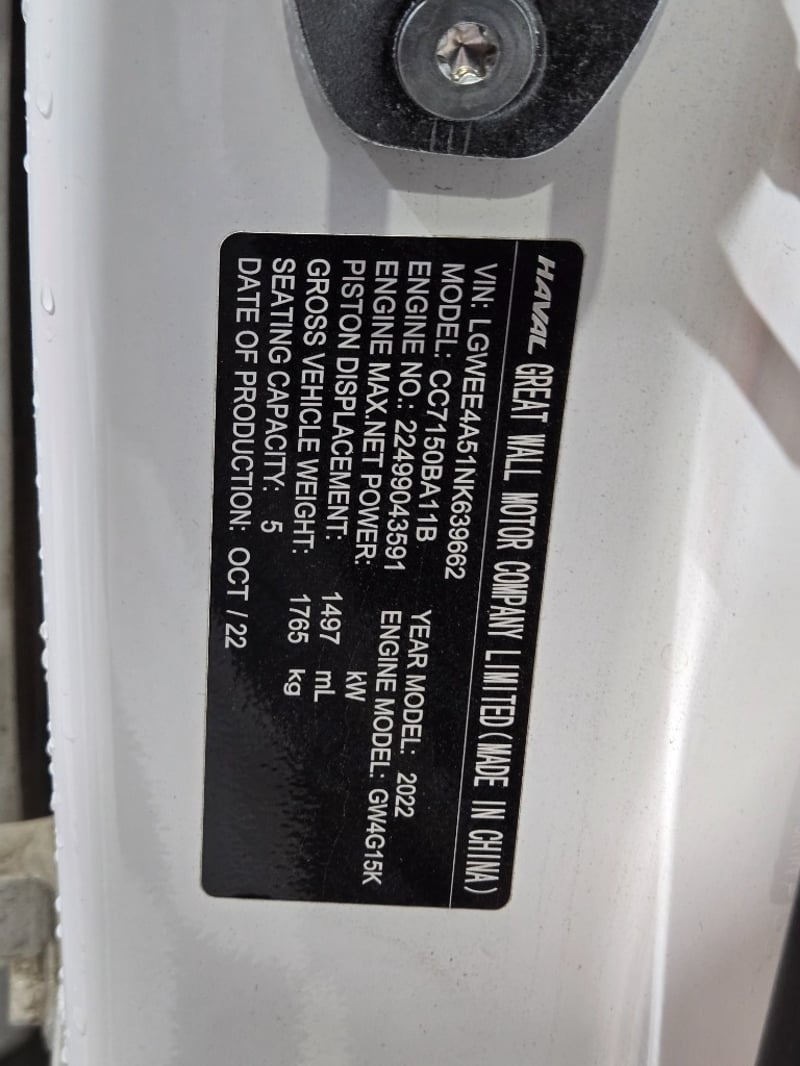 HAVAL GREAT WALL MOTOR COMPANY LIMITED(MADE IN CHINA)
VIN: LGWEE4A51NK639662
MODEL: CC7150BA11B YEAR MODEL: 2022
ENGINE NO.: 22499043591 ENGINE MODEL: GW4G15K
ENGINE MAX.NET POWER: kW
PISTON DISPLACEMENT: 1497 mL
GROSS VEHICLE WEIGHT: 1765 kg
SEATING CAPACITY: 5
DATE OF PRODUCTION: OCT / 22